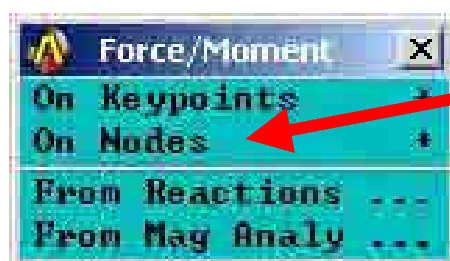 Force/Moment X
On Keypoints +
On Nodes +
From Reactions ...
From Mag Analy ...